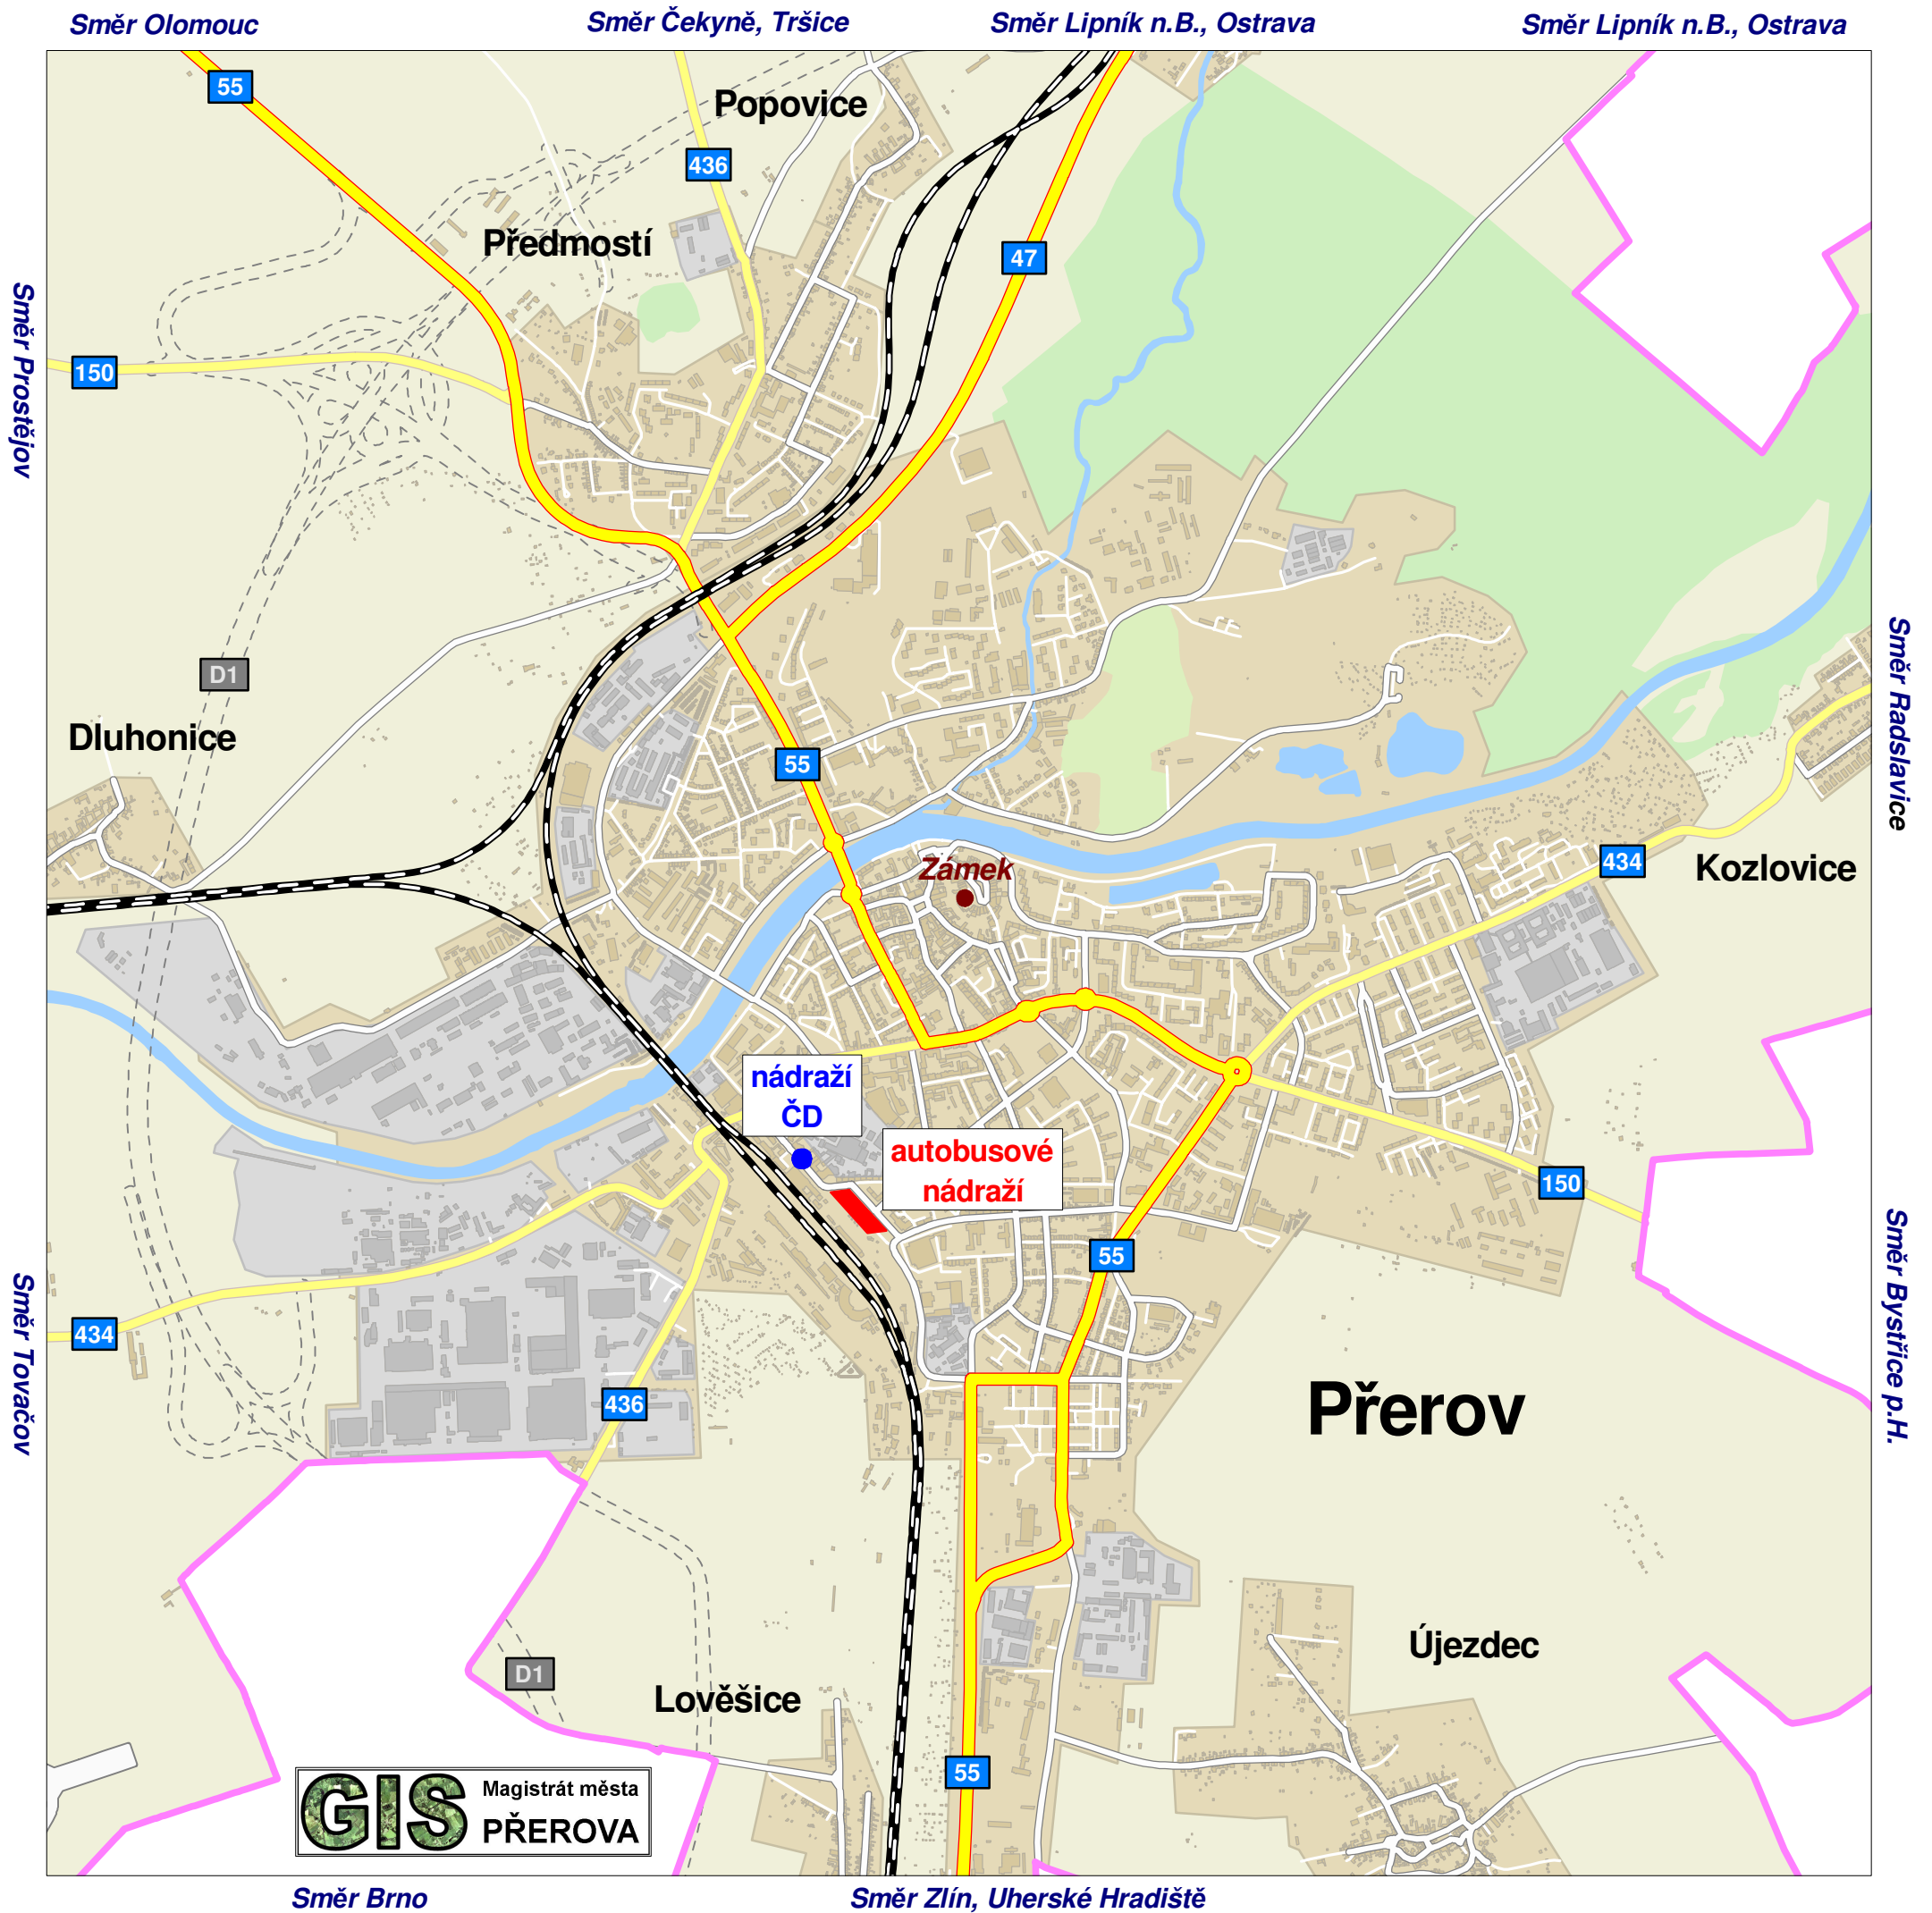 Směr Olomouc
Směr Čekyně, Tršice
Směr Lipník n.B., Ostrava
Směr Lipník n.B., Ostrava
55
Popovice
436
Předmostí
47
Směr Prostějov
150
Směr Radslavice
D1
Dluhonice
55
434
Zámek
Kozlovice
nádraží
ČD
autobusové
nádraží
150
55
Směr Bystřice p.H.
Směr Tovačov
434
436
Přerov
Újezdec
D1
Lověšice
55
GIS
Magistrát města
PŘEROVA
Směr Brno
Směr Zlín, Uherské Hradiště